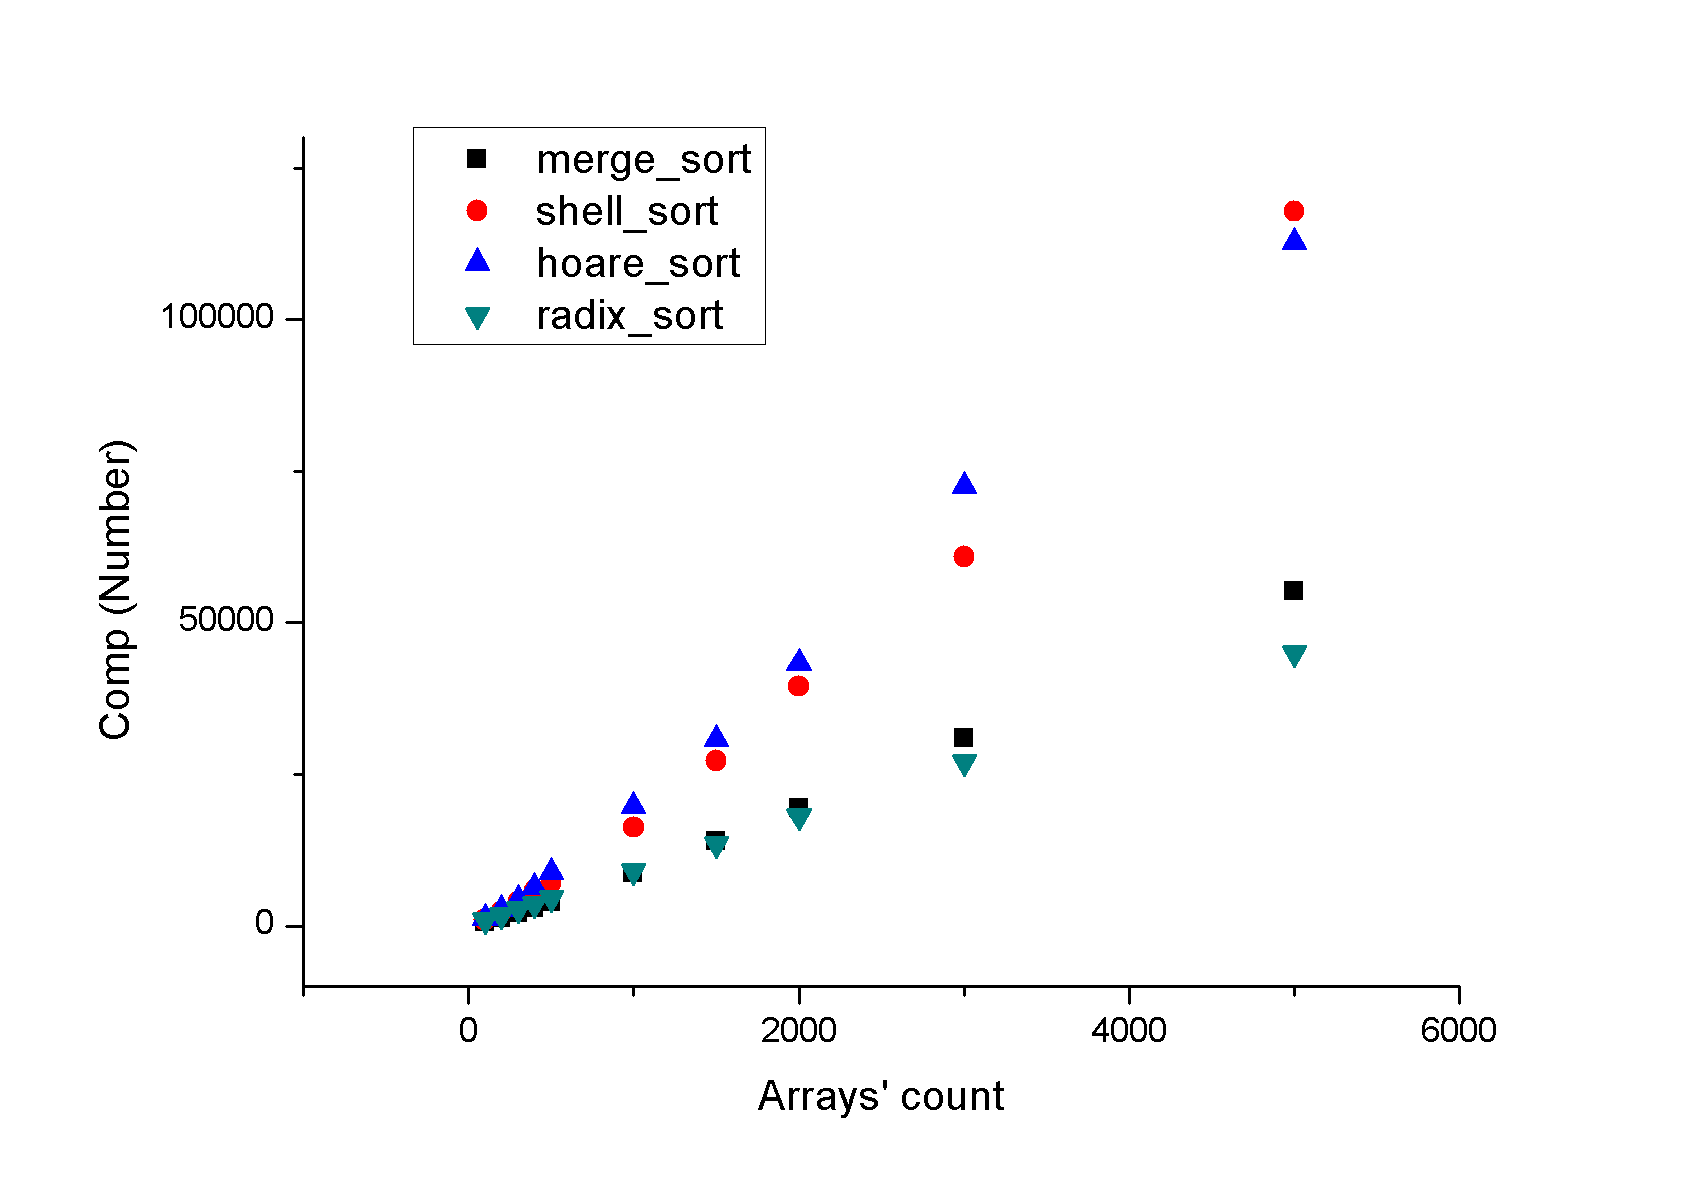 merge_sort
shell_sort
hoare_sort
radix_sort
100000
50000
0
Comp (Number)
0
2000
4000
6000
Arrays' count